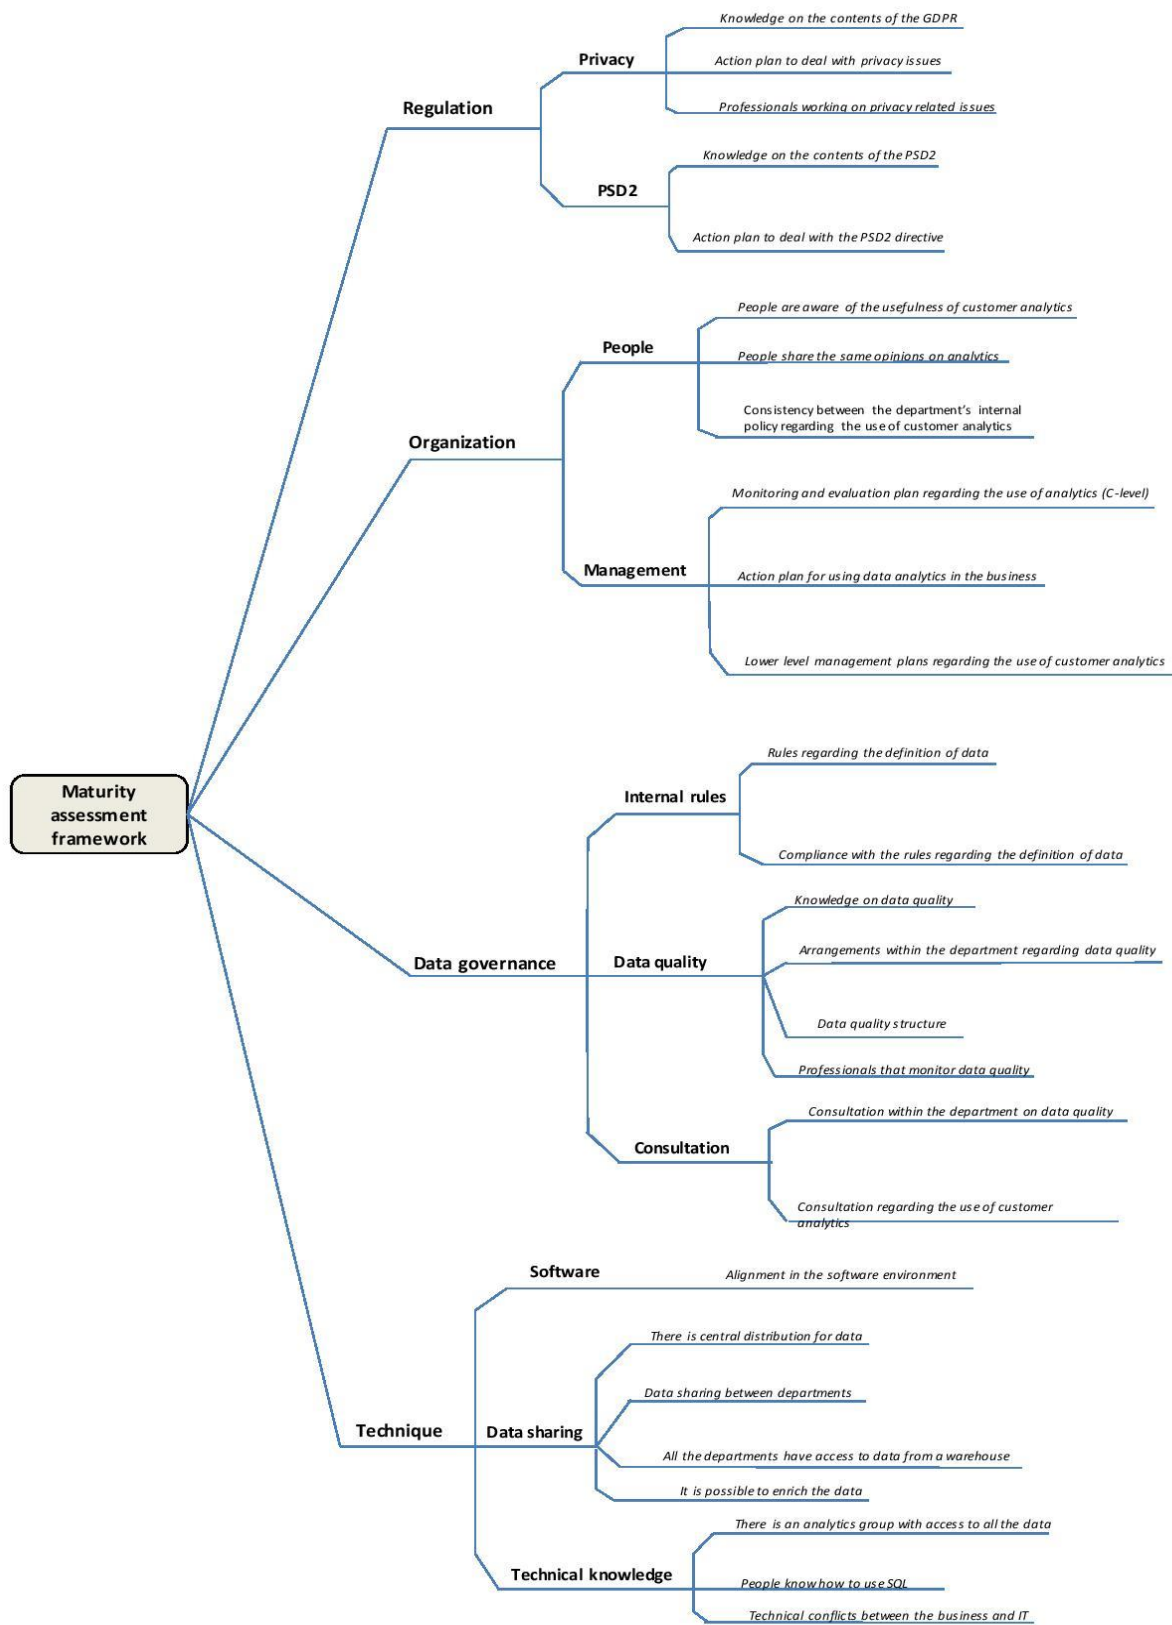 Knowledge on the contents of the GDPR
Privacy
Action plan to deal with privacy issues
Regulation
Professionals working on privacy related issues
Knowledge on the contents of the PSD2
PSD2
Action plan to deal with the PSD2 directive
People are aware of the usefulness of customer analytics
People
People share the same opinions on analytics
Consistency between the department's internal
policy regarding the use of customer analytics
Organization
Monitoring and evaluation plan regarding the use of analytics (C-level)
Management
Action plan for using data analytics in the business
Lower level management plans regarding the use of customer analytics
Maturity
assessment
framework
Rules regarding the definition of data
Internal rules
Compliance with the rules regarding the definition of data
Knowledge on data quality
Arrangements within the department regarding data quality
Data governance
Data quality
Data quality structure
Professionals that monitor data quality
Consultation within the department on data quality
Consultation
Consultation regarding the use of customer
analytics
Software
Alignment in the software environment
There is central distribution for data
Data sharing between departments
Technique
Data sharing
All the departments have access to data from a warehouse
It is possible to enrich the data
There is an analytics group with access to all the data
Technical knowledge
People know how to use SQL
Technical conflicts between the business and IT